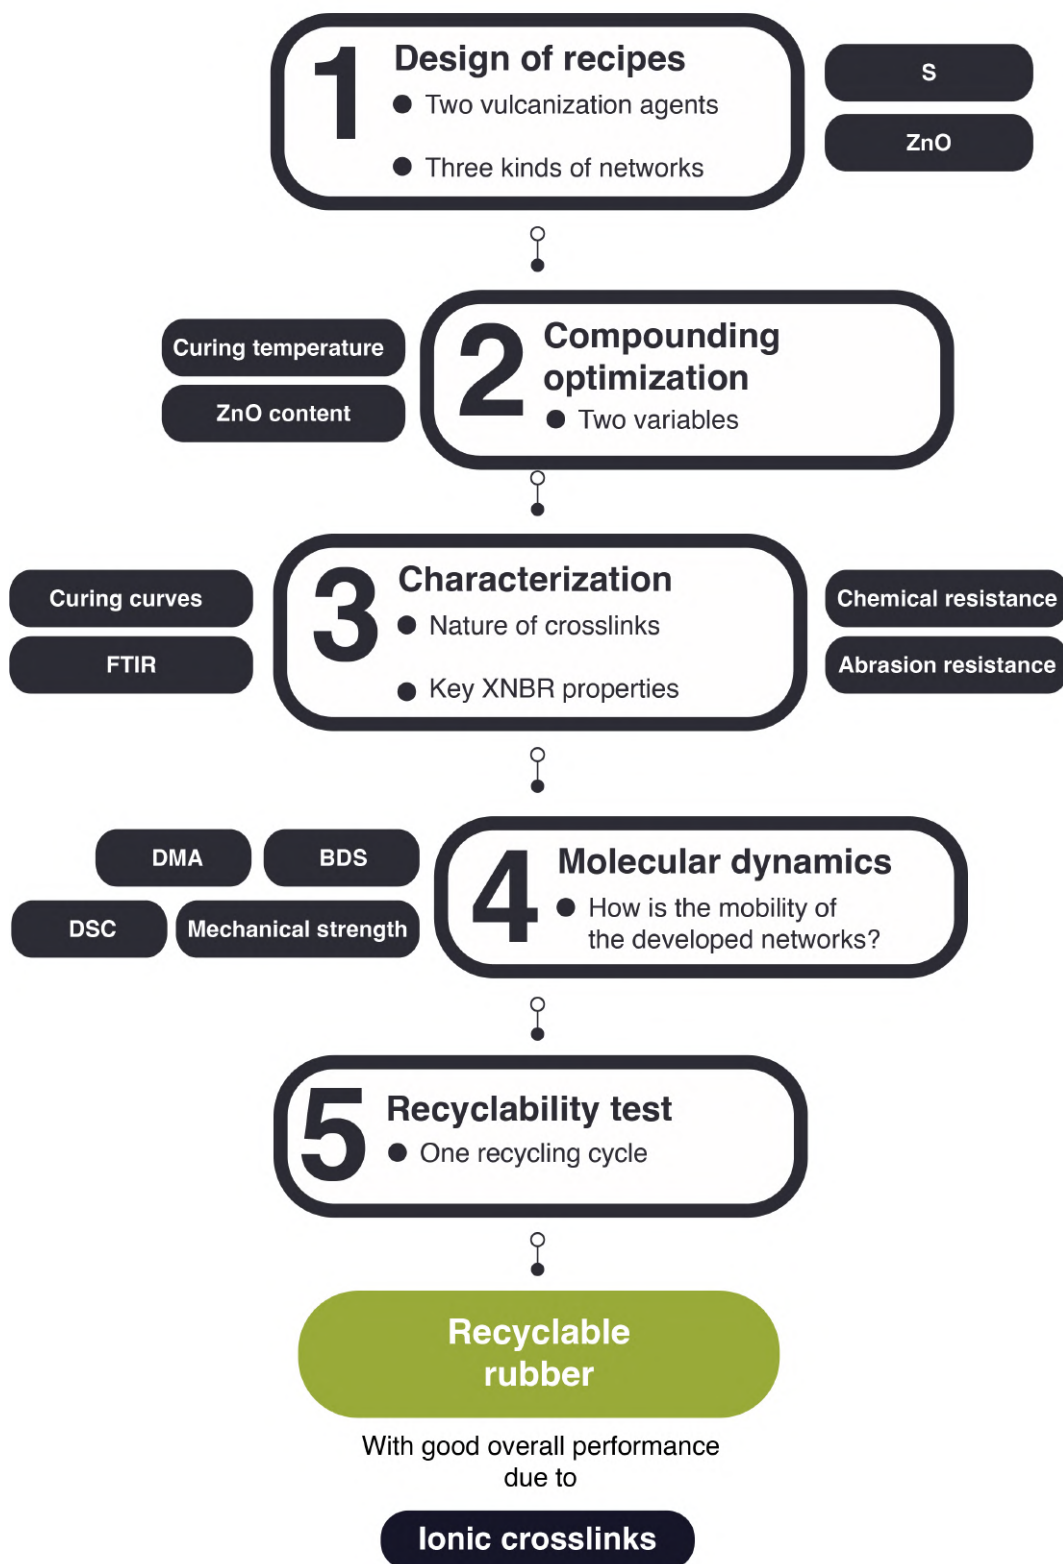 1
Design of recipes
● Two vulcanization agents
● Three kinds of networks
S
ZnO
Curing temperature
ZnO content
2
Compounding
optimization
● Two variables
Curing curves
FTIR
3
Characterization
● Nature of crosslinks
● Key XNBR properties
Chemical resistance
Abrasion resistance
DMA
BDS
DSC
Mechanical strength
4
Molecular dynamics
● How is the mobility of
the developed networks?
5
Recyclability test
● One recycling cycle
Recyclable
rubber
With good overall performance
due to
Ionic crosslinks